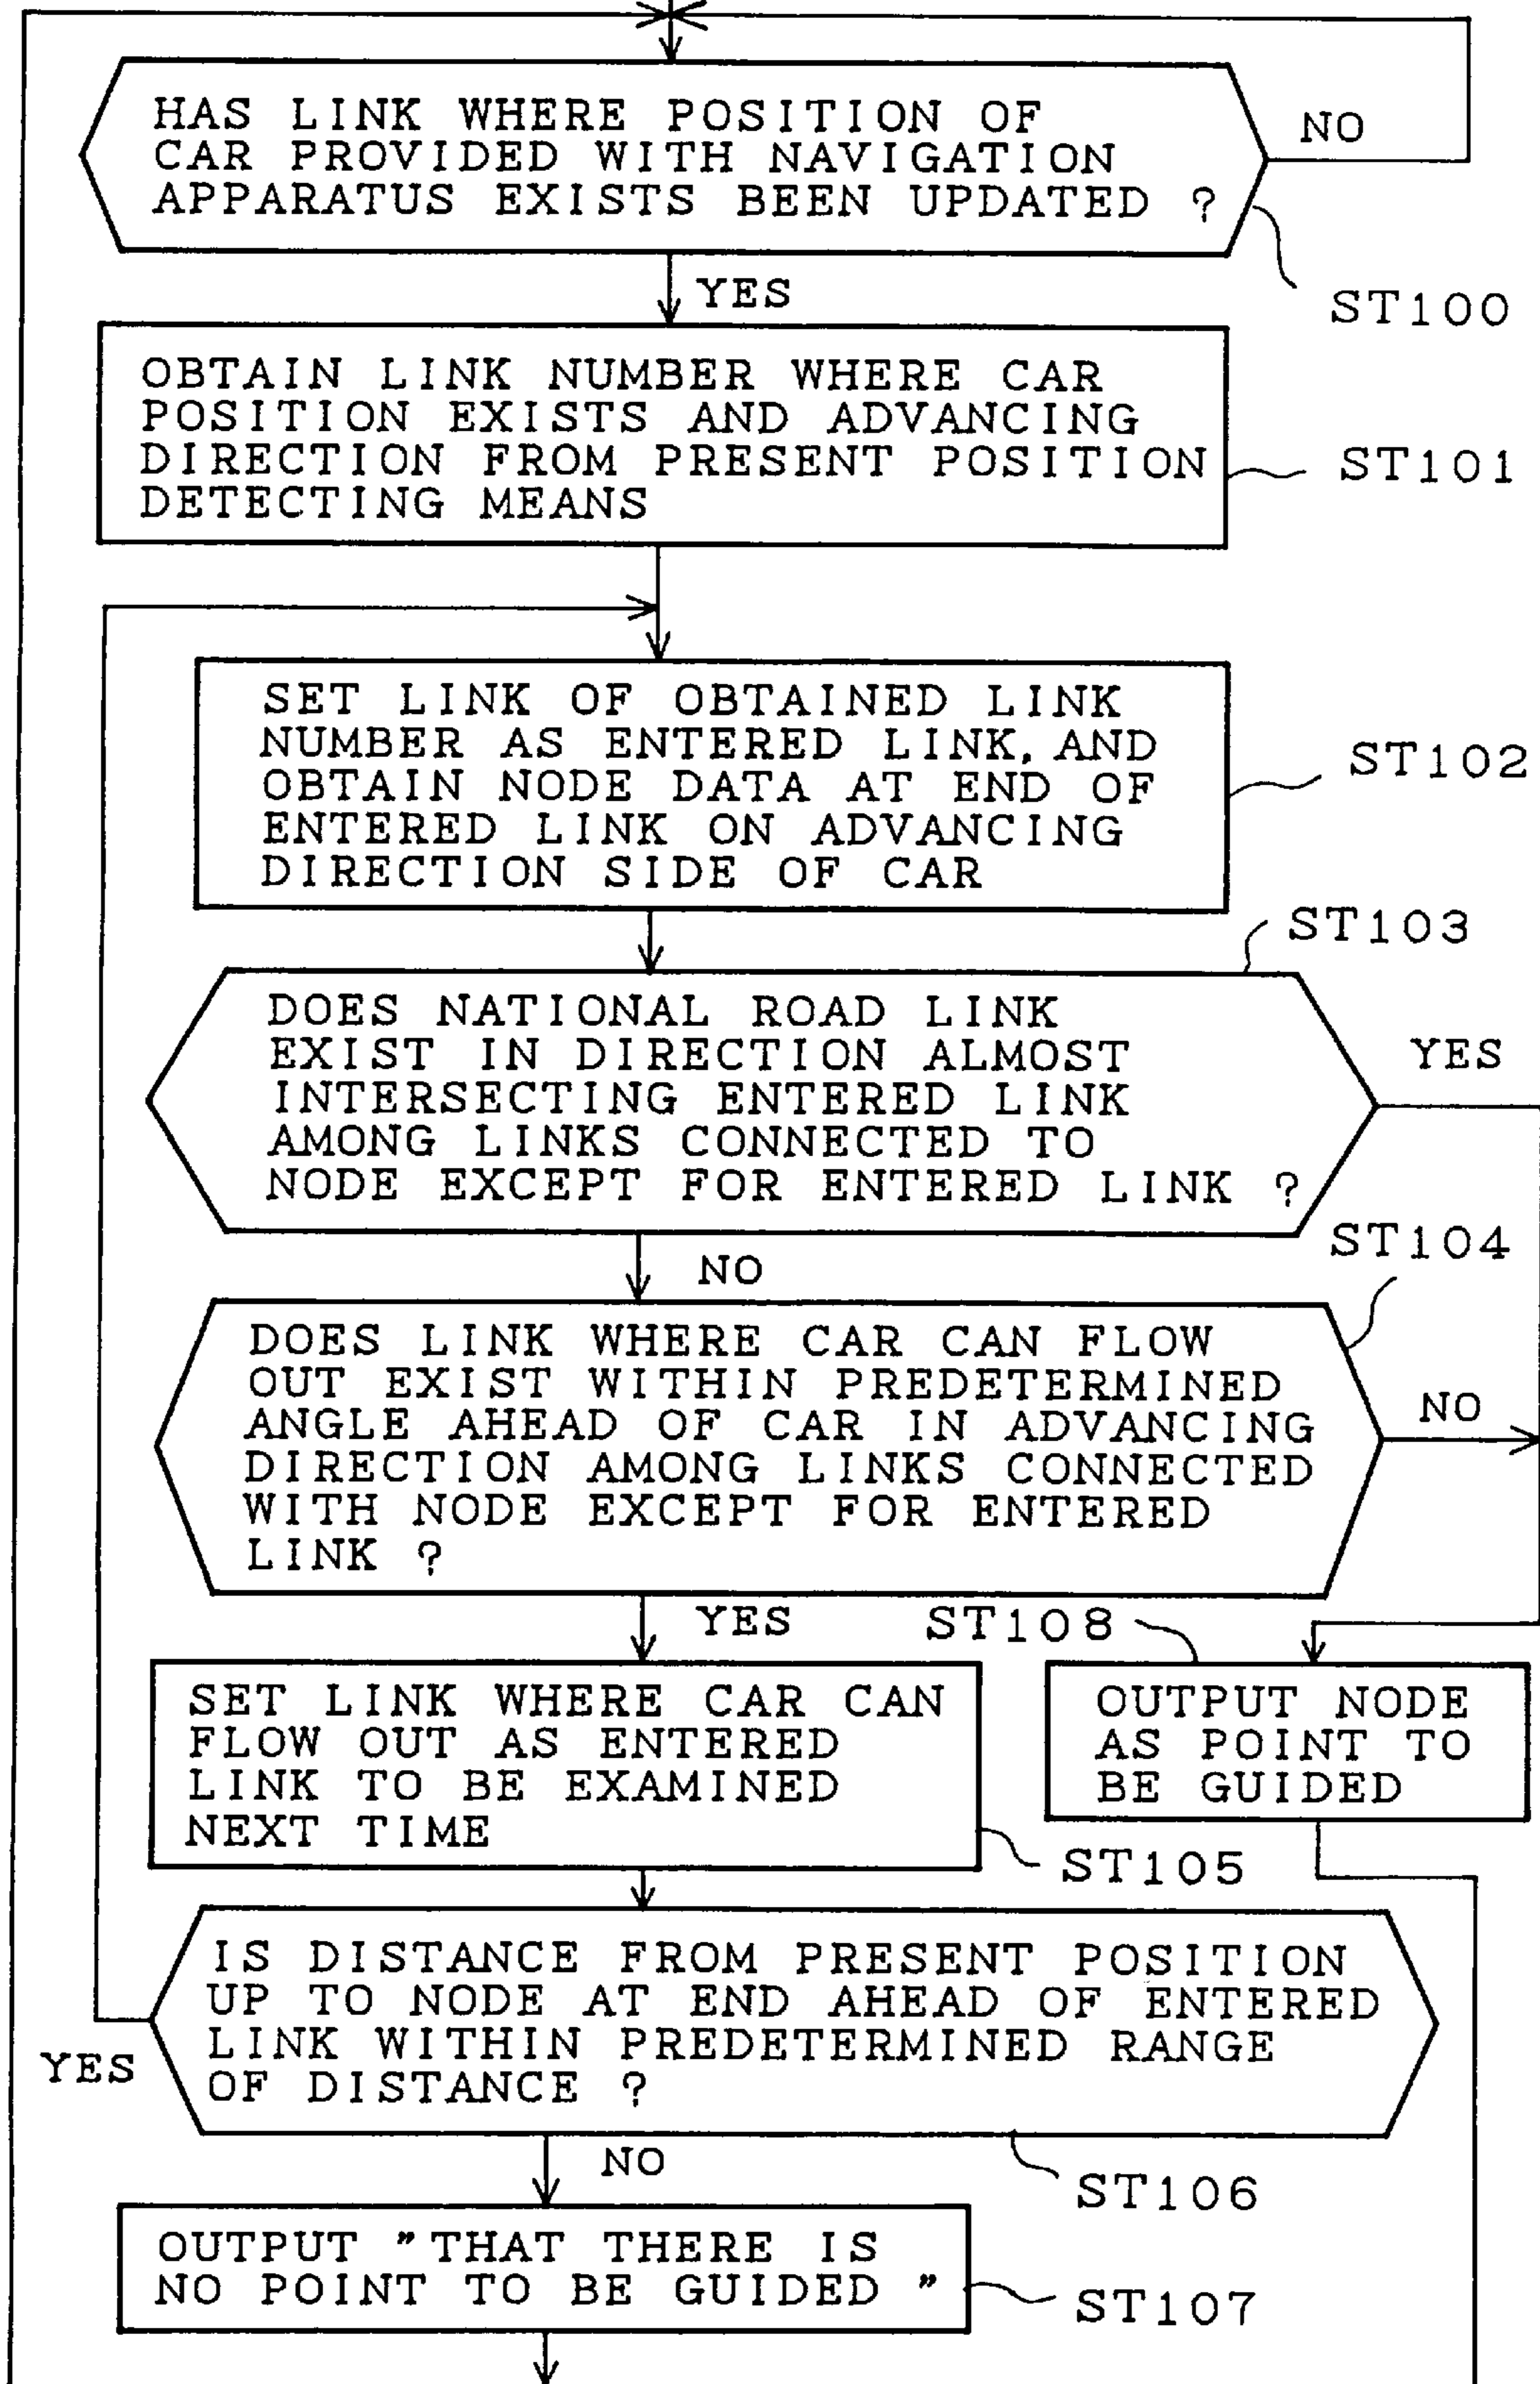 HAS LINK WHERE POSITION OF
CAR PROVIDED WITH NAVIGATION
APPARATUS EXISTS BEEN UPDATED ?
NO
YES
ST100
OBTAIN LINK NUMBER WHERE CAR
POSITION EXISTS AND ADVANCING
DIRECTION FROM PRESENT POSITION
DETECTING MEANS
ST101
SET LINK OF OBTAINED LINK
NUMBER AS ENTERED LINK, AND
OBTAIN NODE DATA AT END OF
ENTERED LINK ON ADVANCING
DIRECTION SIDE OF CAR
ST102
ST103
DOES NATIONAL ROAD LINK
EXIST IN DIRECTION ALMOST
INTERSECTING ENTERED LINK
AMONG LINKS CONNECTED TO
NODE EXCEPT FOR ENTERED LINK ?
YES
NO
ST104
DOES LINK WHERE CAR CAN FLOW
OUT EXIST WITHIN PREDETERMINED
ANGLE AHEAD OF CAR IN ADVANCING
DIRECTION AMONG LINKS CONNECTED
WITH NODE EXCEPT FOR ENTERED
LINK ?
NO
YES
ST108
SET LINK WHERE CAR CAN
FLOW OUT AS ENTERED
LINK TO BE EXAMINED
NEXT TIME
ST105
OUTPUT NODE
AS POINT TO
BE GUIDED
IS DISTANCE FROM PRESENT POSITION
UP TO NODE AT END AHEAD OF ENTERED
LINK WITHIN PREDETERMINED RANGE
OF DISTANCE ?
YES
NO
ST106
OUTPUT "THAT THERE IS
NO POINT TO BE GUIDED "
ST107